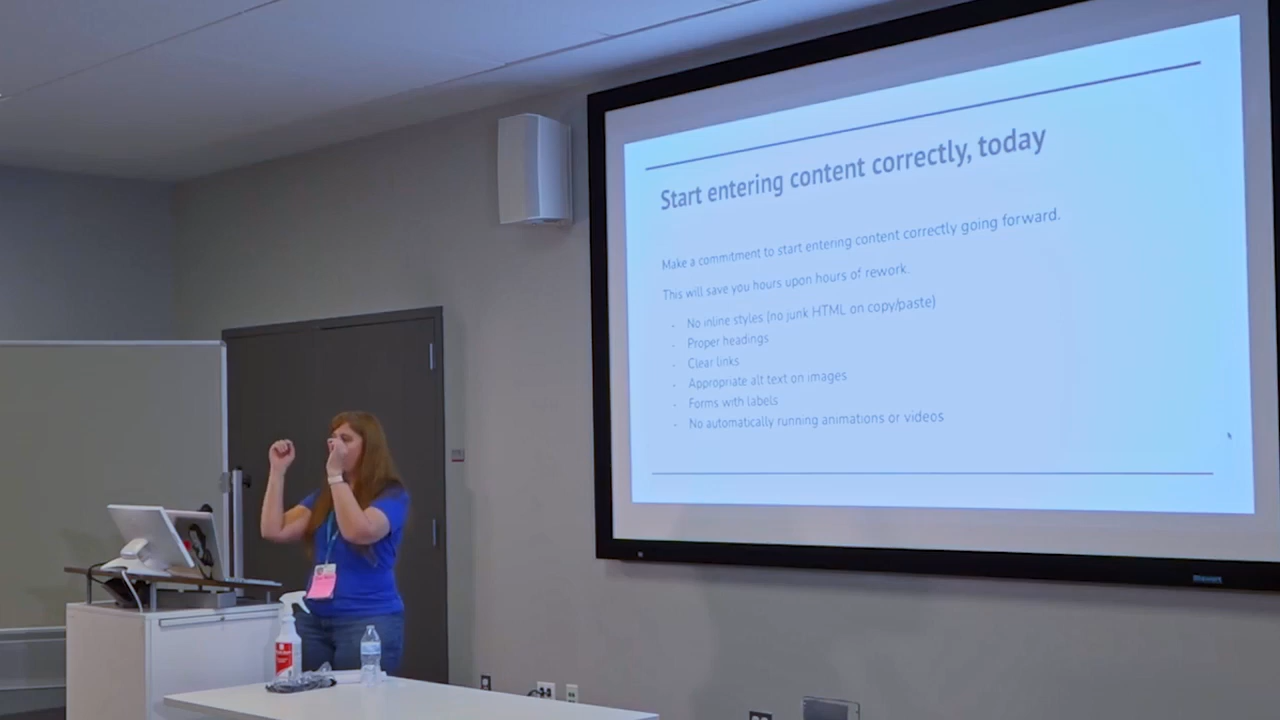 Start entering content correctly, today
Make a commitment to start entering content correctly going forward.
This will save you hours upon hours of rework.
- No inline styles (no junk HTML on copy/paste)
- Proper headings
- Clear links
- Appropriate alt text on images
- Forms with labels
- No automatically running animations or videos
Stewart